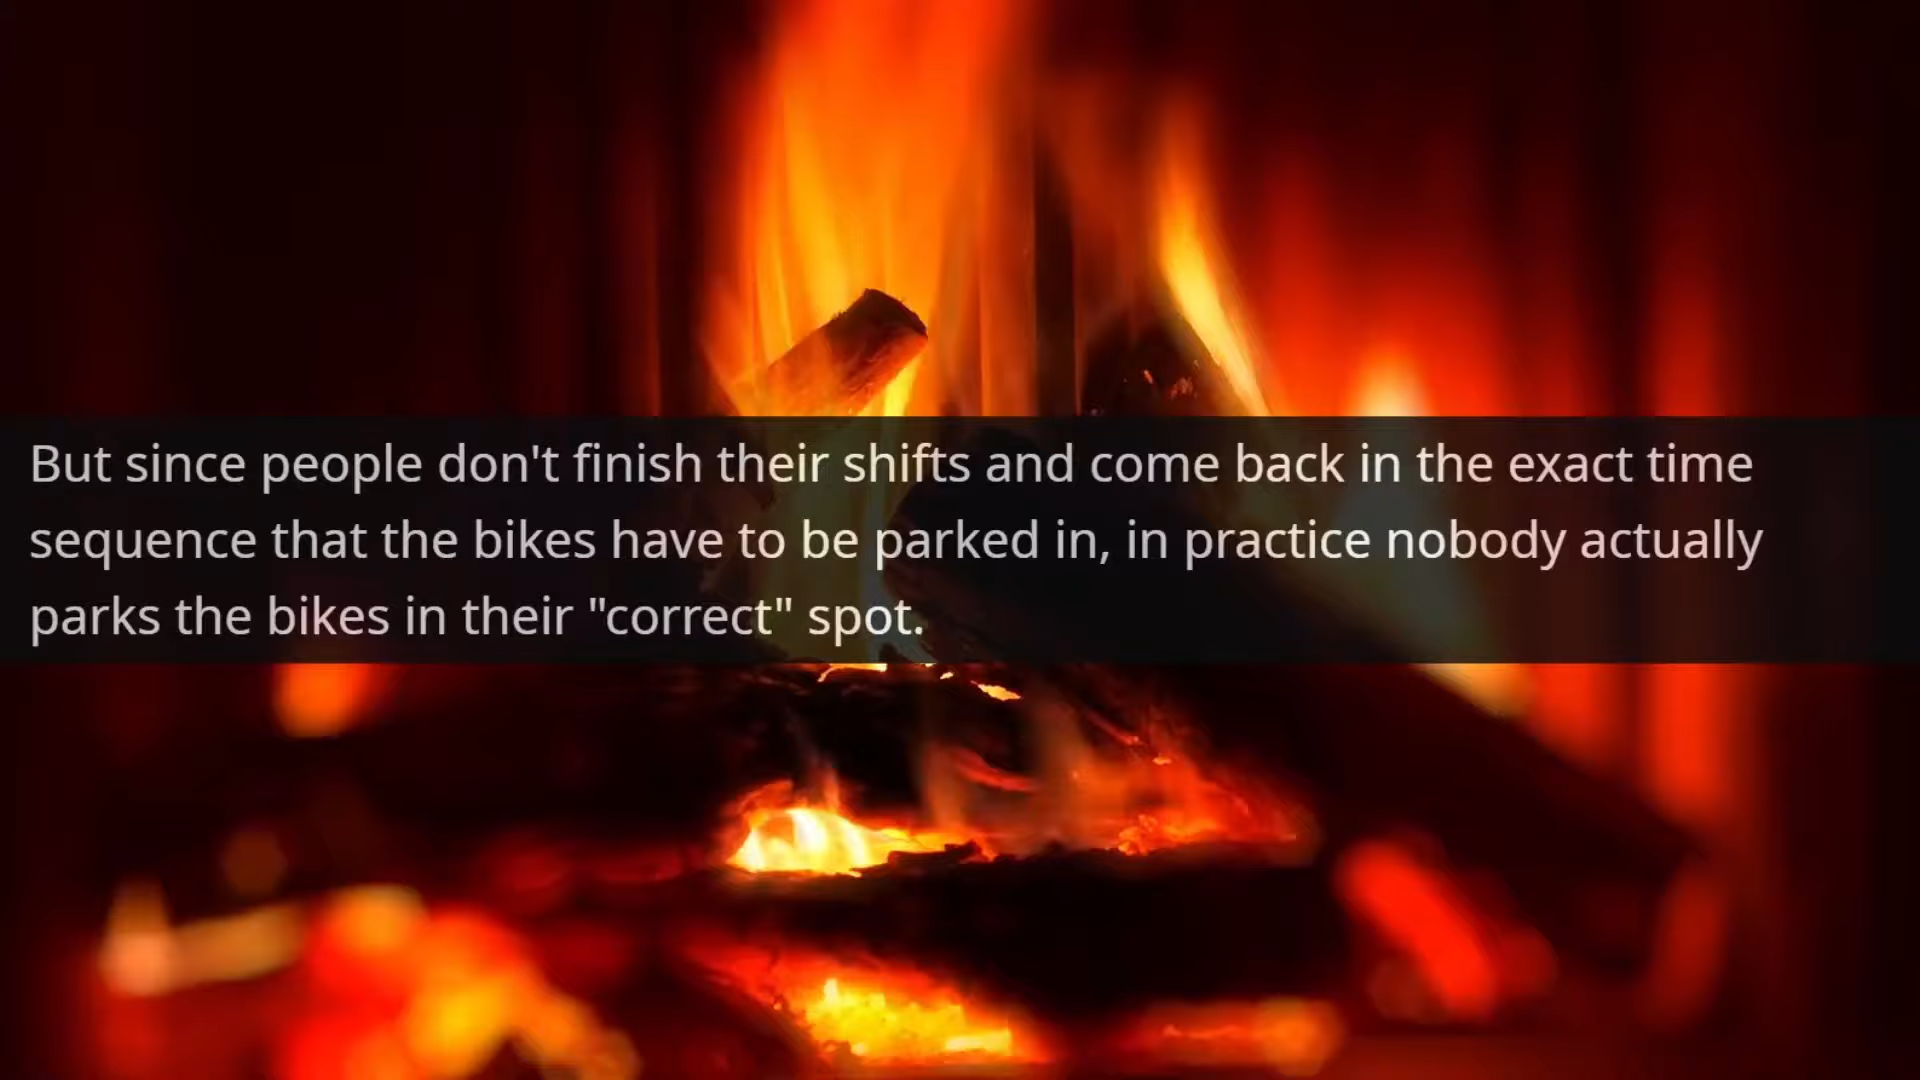 But since people don't finish their shifts and come back in the exact time
sequence that the bikes have to be parked in, in practice nobody actually
parks the bikes in their "correct" spot.